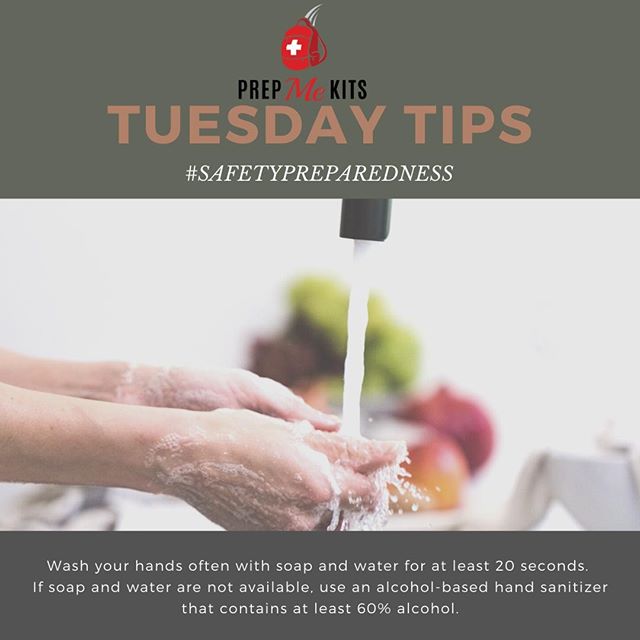 PREP Me KITS
TUESDAY TIPS
#SAFETYPREPAREDNESS
Wash your hands often with soap and water for at least 20 seconds.
If soap and water are not available, use an alcohol-based hand sanitizer
that contains at least 60% alcohol.